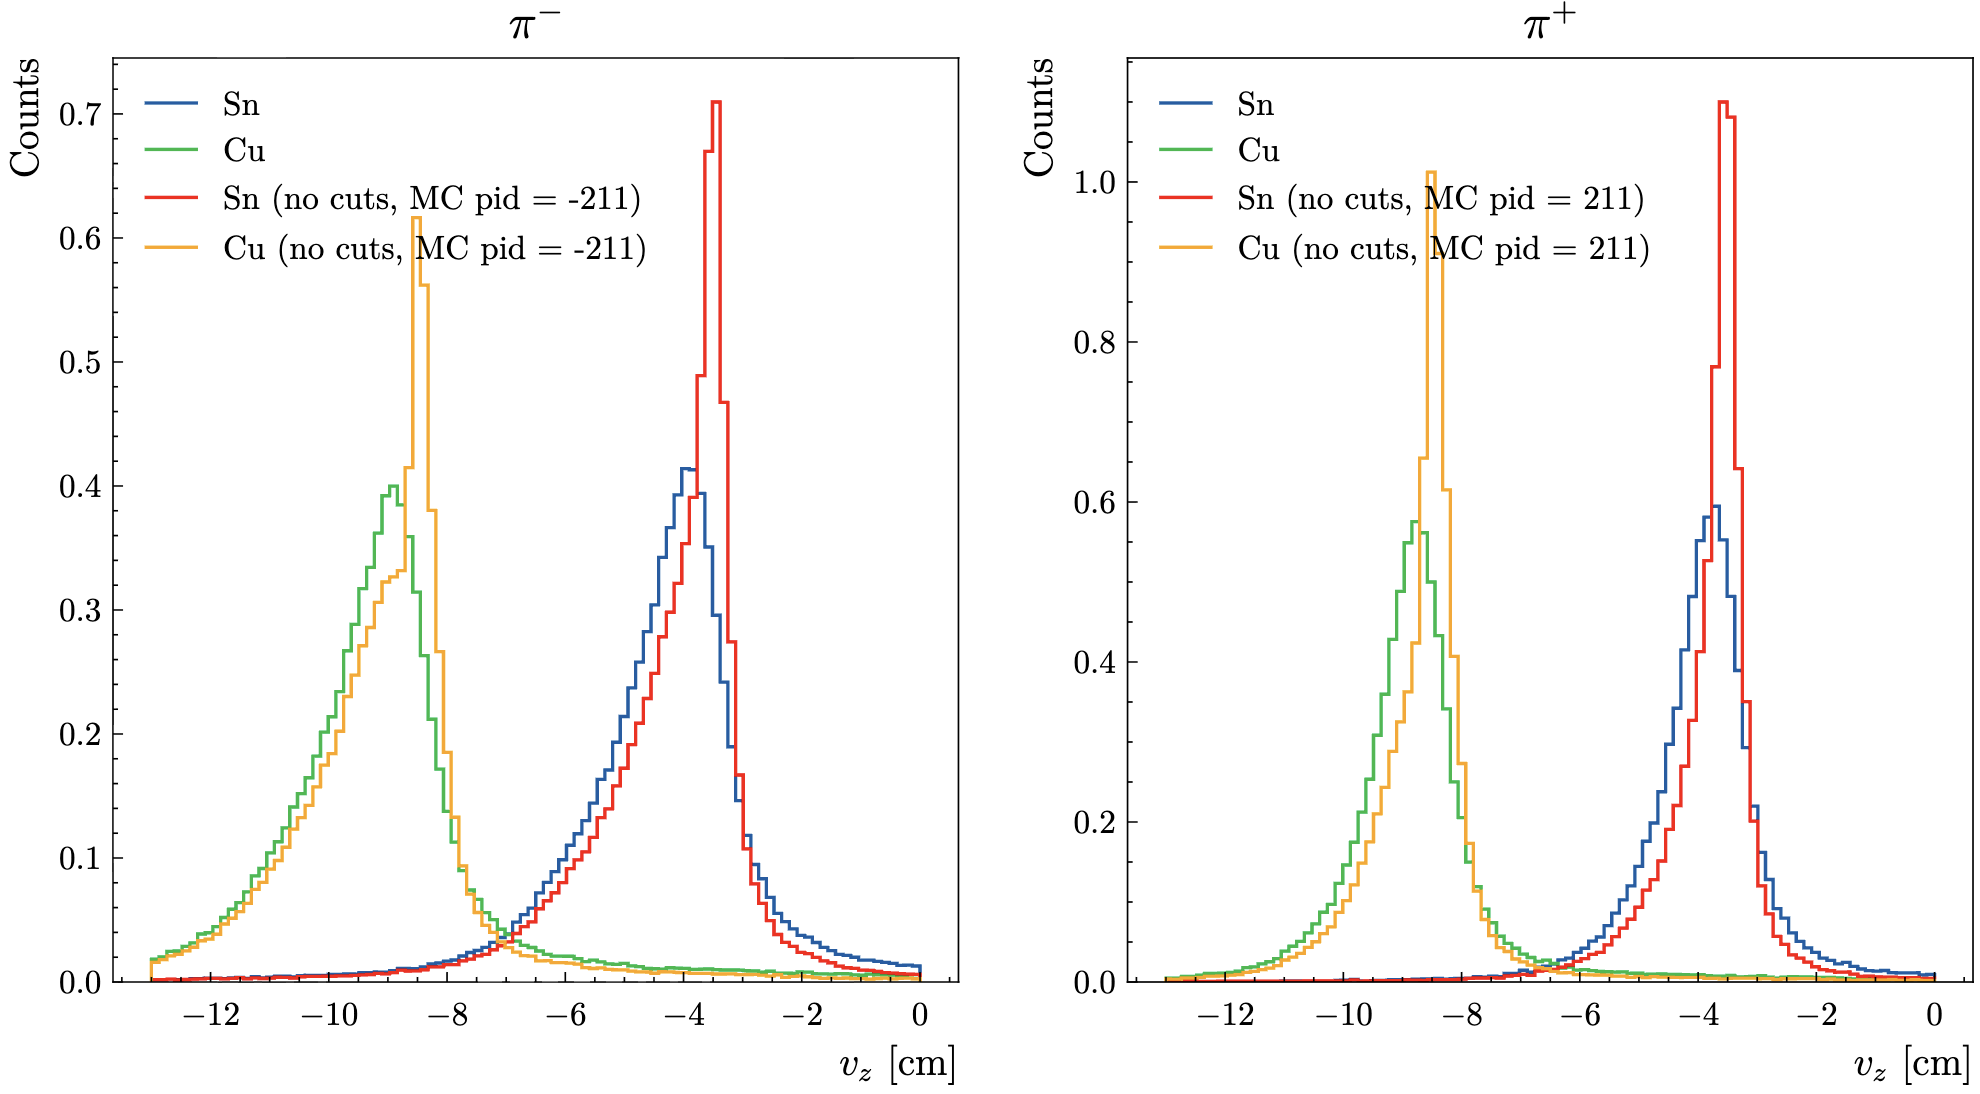 π⁻
Counts
0.7
0.6
0.5
0.4
0.3
0.2
0.1
0.0
Sn
Cu
Sn (no cuts, MC pid = -211)
Cu (no cuts, MC pid = -211)
−12 −10 −8 −6 −4 −2 0
v_z [cm]
π⁺
Counts
1.0
0.8
0.6
0.4
0.2
0.0
Sn
Cu
Sn (no cuts, MC pid = 211)
Cu (no cuts, MC pid = 211)
−12 −10 −8 −6 −4 −2 0
v_z [cm]